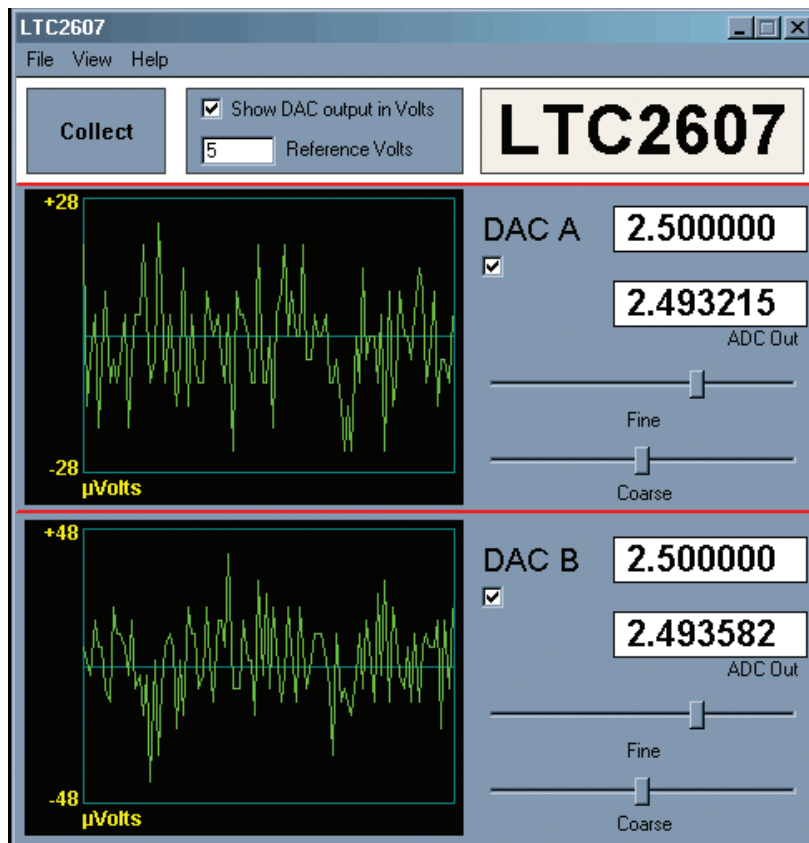 LTC2607
File View Help
Collect
Show DAC output in Volts
5 Reference Volts
LTC2607
+28
-28
µVolts
DAC A
2.500000
2.493215
ADC Out
Fine
Coarse
+48
-48
µVolts
DAC B
2.500000
2.493582
ADC Out
Fine
Coarse